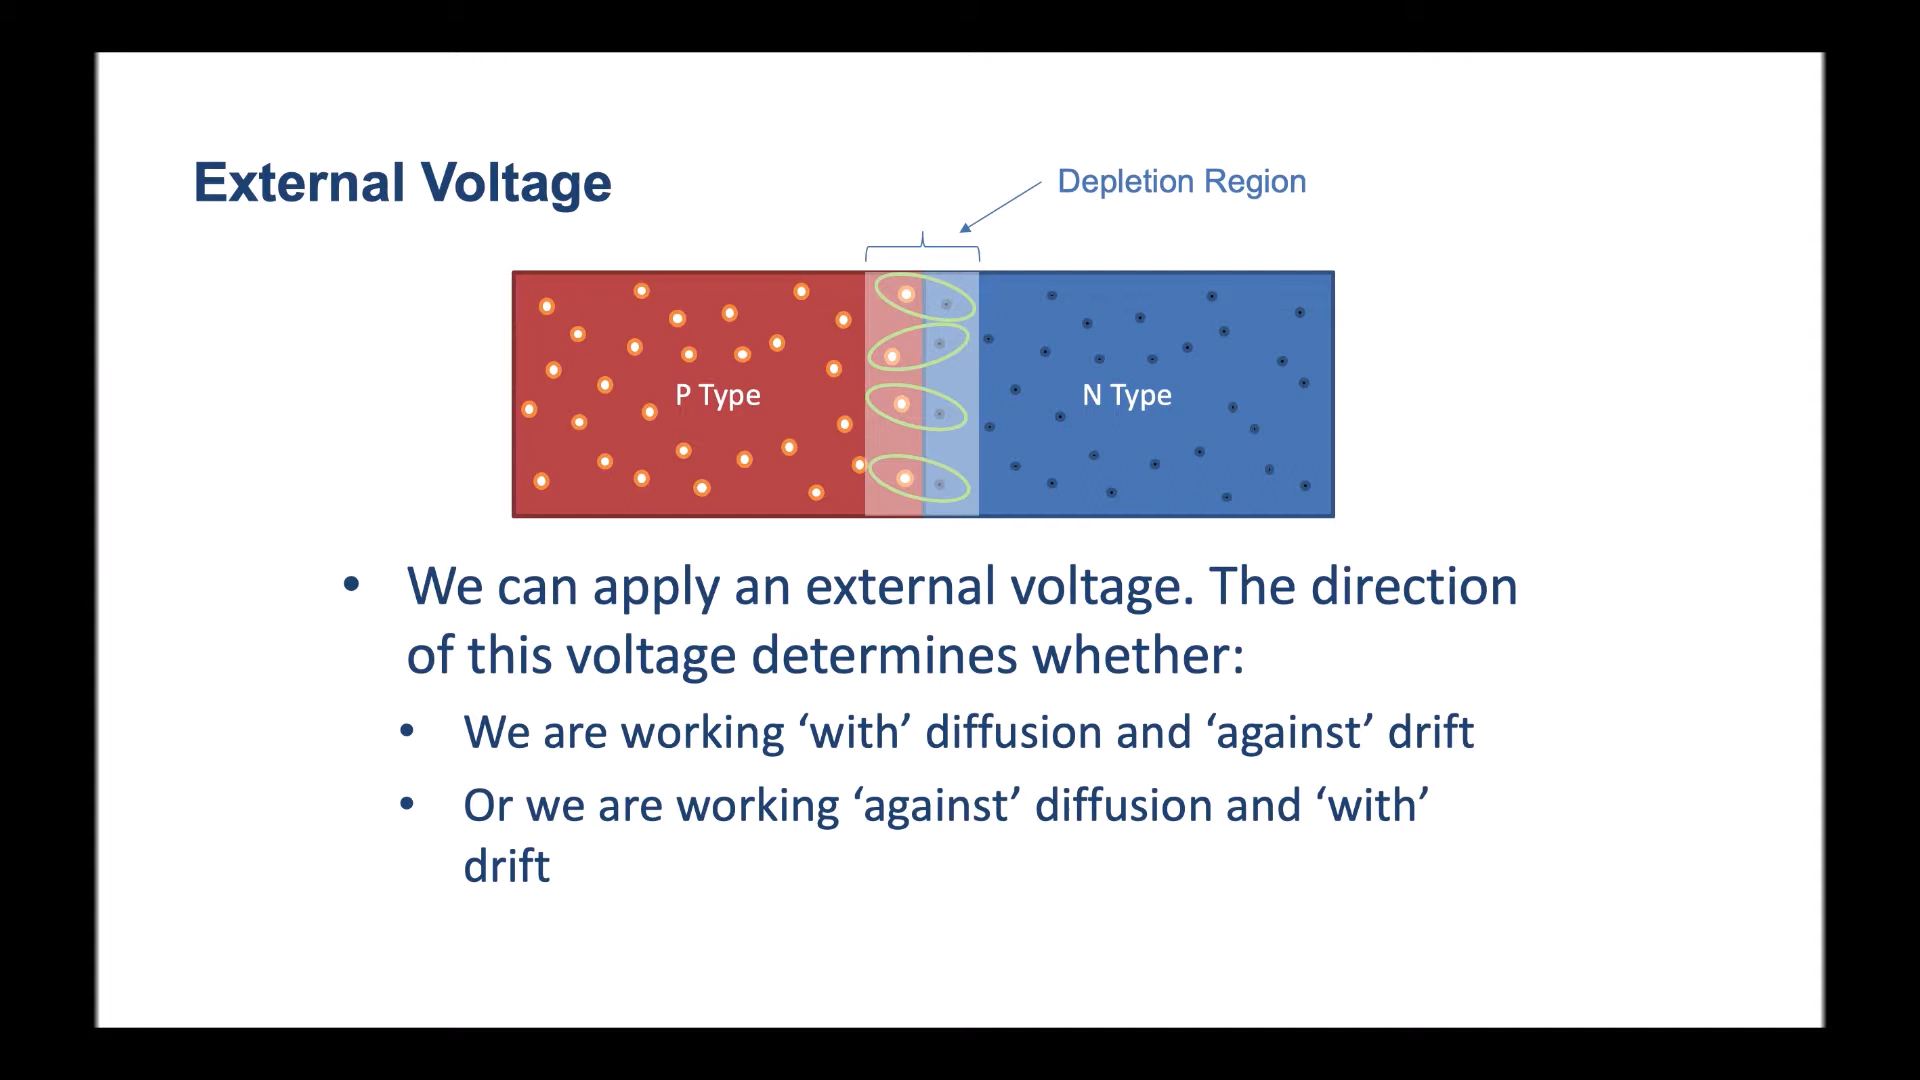 External Voltage
Depletion Region
P Type
N Type
• We can apply an external voltage. The direction
of this voltage determines whether:
• We are working ‘with’ diffusion and ‘against’ drift
• Or we are working ‘against’ diffusion and ‘with’
drift